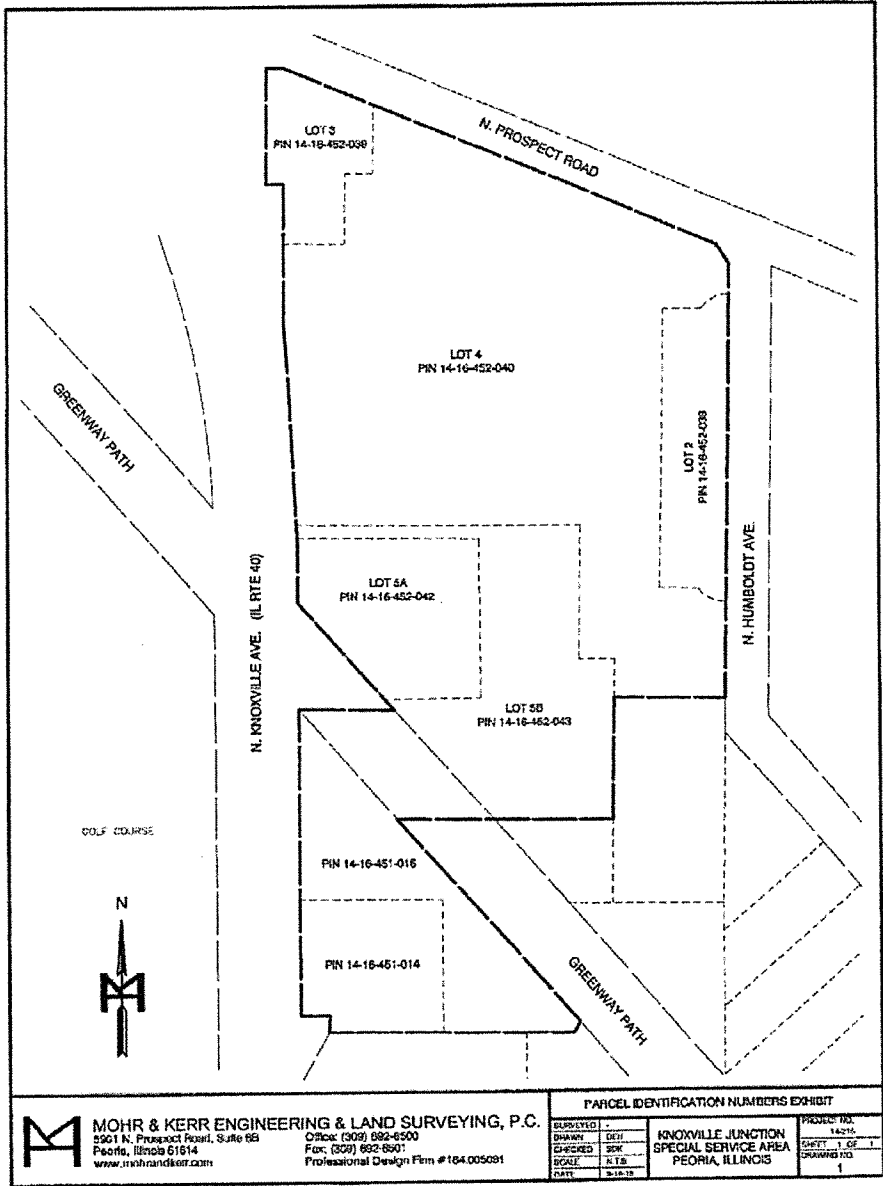 N. PROSPECT ROAD
LOT 3
PIN 14-16-452-039
LOT 4
PIN 14-16-452-040
LOT 2
PIN 14-16-452-038
GREENWAY PATH
N. KNOXVILLE AVE. (IL RTE 40)
N. HUMBOLDT AVE.
LOT 5A
PIN 14-16-452-042
LOT 5B
PIN 14-16-452-043
GOLF COURSE
PIN 14-16-451-016
N
PIN 14-16-451-014
GREENWAY PATH
MOHR & KERR ENGINEERING & LAND SURVEYING, P.C.
5901 N. Prospect Road, Suite 6B
Peoria, Illinois 61614
www.mohrandkerr.com
Office: (309) 692-8500
Fax: (309) 692-8501
Professional Design Firm #184.005091
PARCEL IDENTIFICATION NUMBERS EXHIBIT
SURVEYED -
DRAWN DEH
CHECKED SDK
SCALE N.T.S.
DATE
KNOXVILLE JUNCTION
SPECIAL SERVICE AREA
PEORIA, ILLINOIS
PROJECT NO.
SHEET 1 OF 1
DRAWING NO.
1